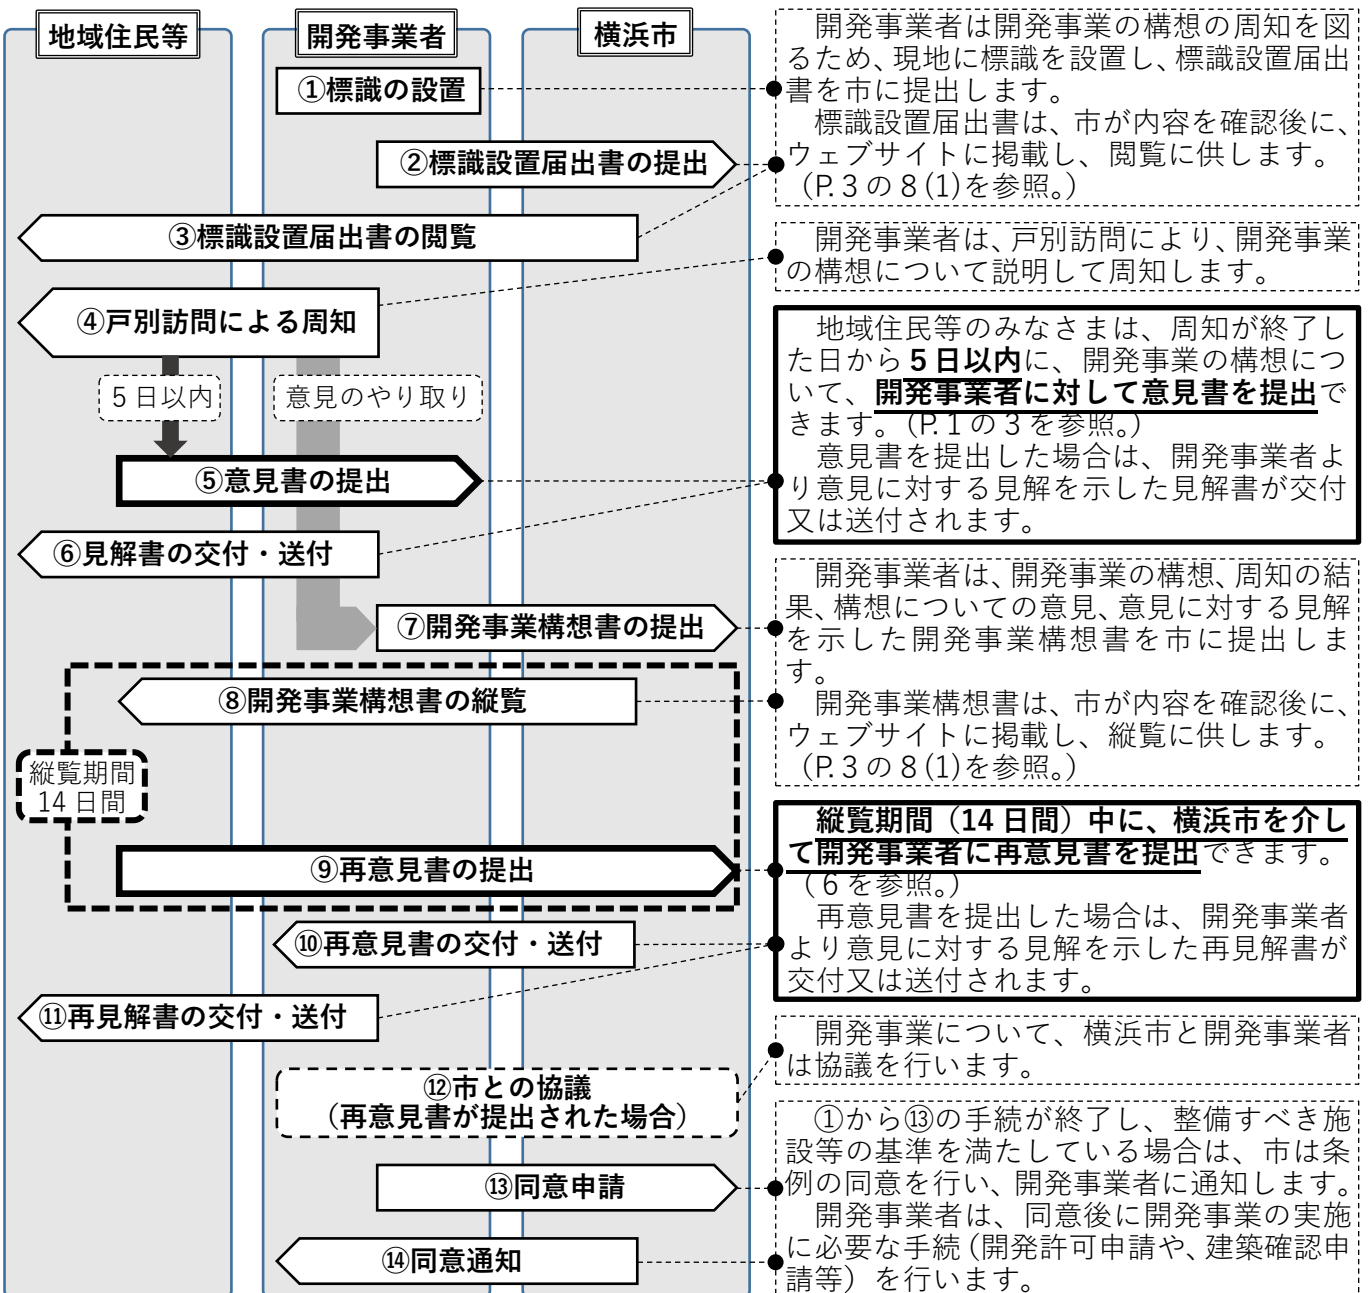 地域住民等
開発事業者
横浜市
①標識の設置
②標識設置届出書の提出
③標識設置届出書の閲覧
④戸別訪問による周知
5日以内
意見のやり取り
⑤意見書の提出
⑥見解書の交付・送付
⑦開発事業構想書の提出
⑧開発事業構想書の縦覧
縦覧期間
14日間
⑨再意見書の提出
⑩再意見書の交付・送付
⑪再見解書の交付・送付
⑫市との協議
(再意見書が提出された場合)
⑬同意申請
⑭同意通知
開発事業者は開発事業の構想の周知を図
るため、現地に標識を設置し、標識設置届出
書を市に提出します。
標識設置届出書は、市が内容を確認後に、
ウェブサイトに掲載し、閲覧に供します。
(P.3の8(1)を参照。)
開発事業者は、戸別訪問により、開発事業
の構想について説明して周知します。
地域住民等のみなさまは、周知が終了し
た日から5日以内に、開発事業の構想につ
いて、開発事業者に対して意見書を提出で
きます。(P.1の3を参照。)
意見書を提出した場合は、開発事業者よ
り意見に対する見解を示した見解書が交付
又は送付されます。
開発事業者は、開発事業の構想、周知の結
果、構想についての意見、意見に対する見解
を示した開発事業構想書を市に提出しま
す。
開発事業構想書は、市が内容を確認後に、
ウェブサイトに掲載し、縦覧に供します。
(P.3の8(1)を参照。)
縦覧期間(14日間)中に、横浜市を介し
て開発事業者に再意見書を提出できます。
(6を参照。)
再意見書を提出した場合は、開発事業者
より意見に対する見解を示した再見解書が
交付又は送付されます。
開発事業について、横浜市と開発事業者
は協議を行います。
①から⑬の手続が終了し、整備すべき施
設等の基準を満たしている場合は、市は条
例の同意を行い、開発事業者に通知します。
開発事業者は、同意後に開発事業の実施
に必要な手続(開発許可申請や、建築確認申
請等)を行います。